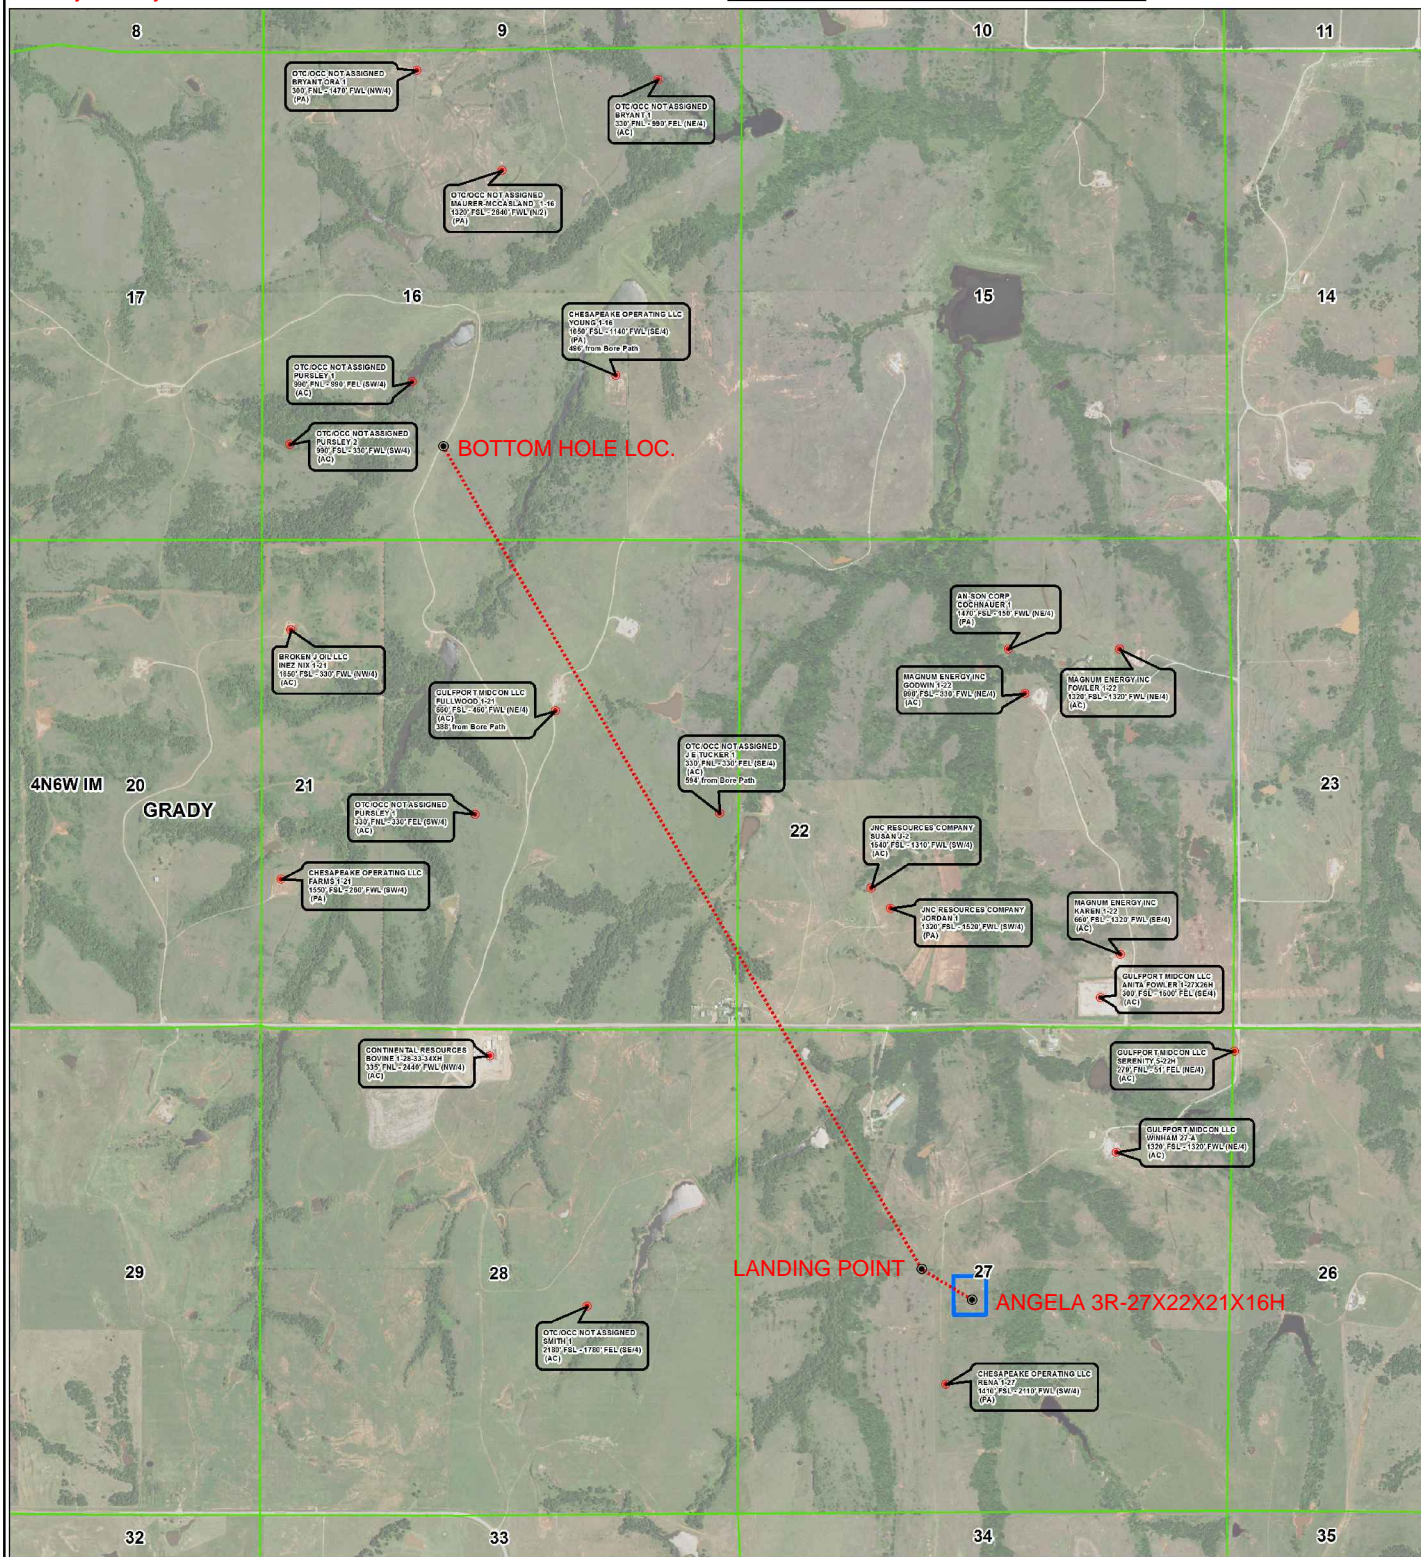 8
9
10
11
OTC/OCC NOT ASSIGNED
BRYANT ORA 1
300' FNL - 1470' FWL (NW/4)
(PA)
OTC/OCC NOT ASSIGNED
BRYANT 1
330' FNL - 990' FEL (NE/4)
(AC)
OTC/OCC NOT ASSIGNED
MAURER-MCCASLAND 1-16
1320' FSL - 2640' FWL (N/2)
(PA)
17
16
15
14
CHESAPEAKE OPERATING LLC
YOUNG 1-16
1650' FSL - 1140' FWL (SE/4)
(PA)
486' from Bore Path
OTC/OCC NOT ASSIGNED
PURSLEY 1
990' FNL - 990' FEL (SW/4)
(AC)
OTC/OCC NOT ASSIGNED
PURSLEY 2
990' FSL - 330' FWL (SW/4)
(AC)
BOTTOM HOLE LOC.
AN-SON CORP
COCHNAUER 1
1470' FSL - 150' FWL (NE/4)
(PA)
BROKEN J OIL LLC
INEZ NIX 1-21
1650' FSL - 330' FWL (NW/4)
(AC)
MAGNUM ENERGY INC
GODWIN 1-22
990' FSL - 330' FWL (NE/4)
(AC)
MAGNUM ENERGY INC
FOWLER 1-22
1320' FSL - 1320' FWL (NE/4)
(AC)
GULFPORT MIDCON LLC
FULLWOOD 1-21
660' FSL - 460' FWL (NE/4)
(AC)
388' from Bore Path
OTC/OCC NOT ASSIGNED
J E TUCKER 1
330' FNL - 330' FEL (SE/4)
(AC)
594' from Bore Path
4N6W IM
20
21
22
23
GRADY
OTC/OCC NOT ASSIGNED
PURSLEY 1
330' FNL - 330' FEL (SW/4)
(AC)
JNC RESOURCES COMPANY
SUSAN J-2
1540' FSL - 1310' FWL (SW/4)
(AC)
CHESAPEAKE OPERATING LLC
FARMS 1-21
1550' FSL - 260' FWL (SW/4)
(PA)
JNC RESOURCES COMPANY
JORDAN 1
1320' FSL - 1520' FWL (SW/4)
(PA)
MAGNUM ENERGY INC
KAREN 1-22
660' FSL - 1320' FWL (SE/4)
(AC)
GULFPORT MIDCON LLC
ANITA FOWLER 1-27X26H
300' FSL - 1500' FEL (SE/4)
(AC)
CONTINENTAL RESOURCES
BOVINE 1-28-33-34XH
335' FNL - 2440' FWL (NW/4)
(AC)
GULFPORT MIDCON LLC
SERENITY 5-22H
279' FNL - 51' FEL (NE/4)
(AC)
GULFPORT MIDCON LLC
WINHAM 27-A
1320' FSL - 1320' FWL (NE/4)
(AC)
29
28
27
26
LANDING POINT
ANGELA 3R-27X22X21X16H
OTC/OCC NOT ASSIGNED
SMITH 1
2180' FSL - 1780' FEL (SE/4)
(AC)
CHESAPEAKE OPERATING LLC
RENA 1-27
1410' FSL - 2110' FWL (SW/4)
(PA)
32
33
34
35